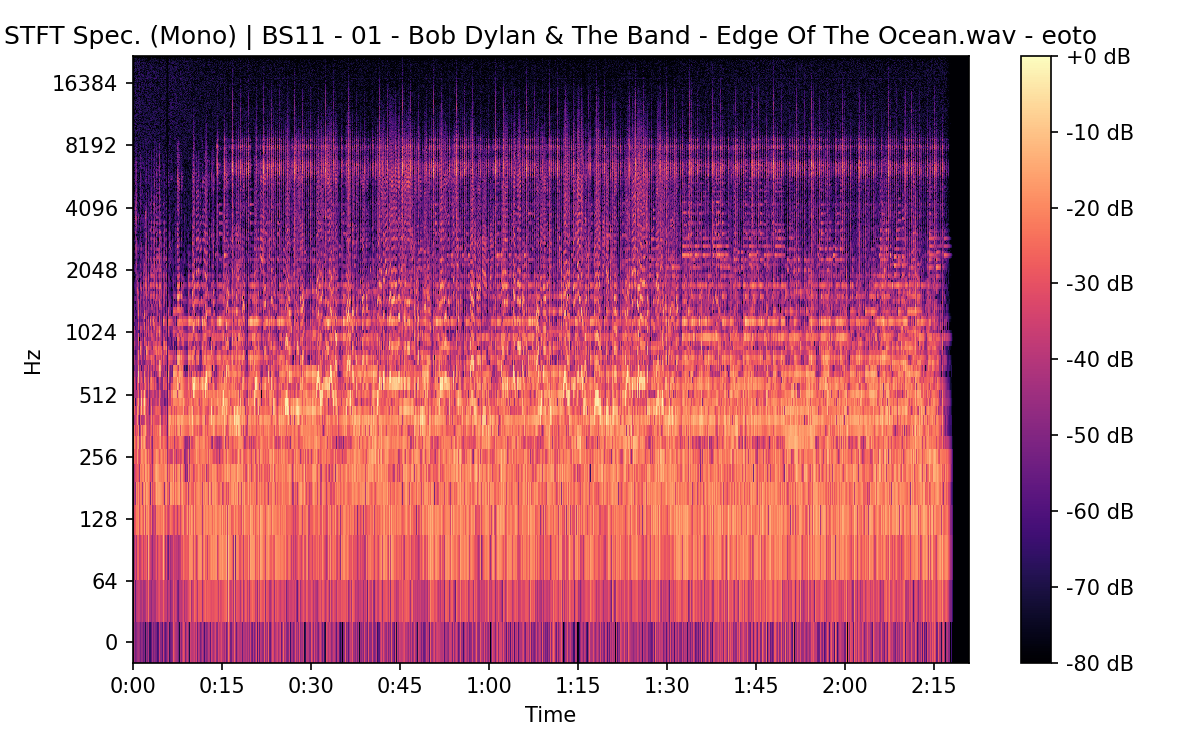 STFT Spec. (Mono) | BS11 - 01 - Bob Dylan & The Band - Edge Of The Ocean.wav - eoto
+0 dB
16384
-10 dB
8192
-20 dB
4096
-30 dB
2048
-40 dB
1024
Hz
512
-50 dB
256
-60 dB
128
-70 dB
64
0
-80 dB
0:00 0:15 0:30 0:45 1:00 1:15 1:30 1:45 2:00 2:15
Time